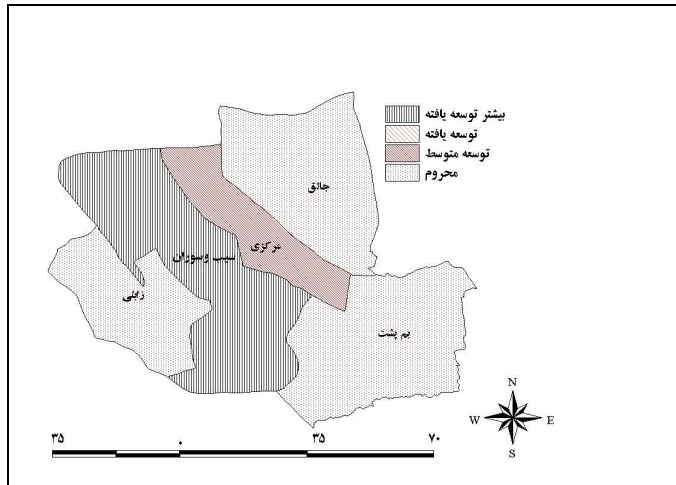 بیشتر توسعه یافته
توسعه یافته
توسعه متوسط
محروم
جالق
مرکزی
سیب وسوران
زابلی
بم پشت
N
W E
S
۳۵ ۰ ۳۵ ۷۰